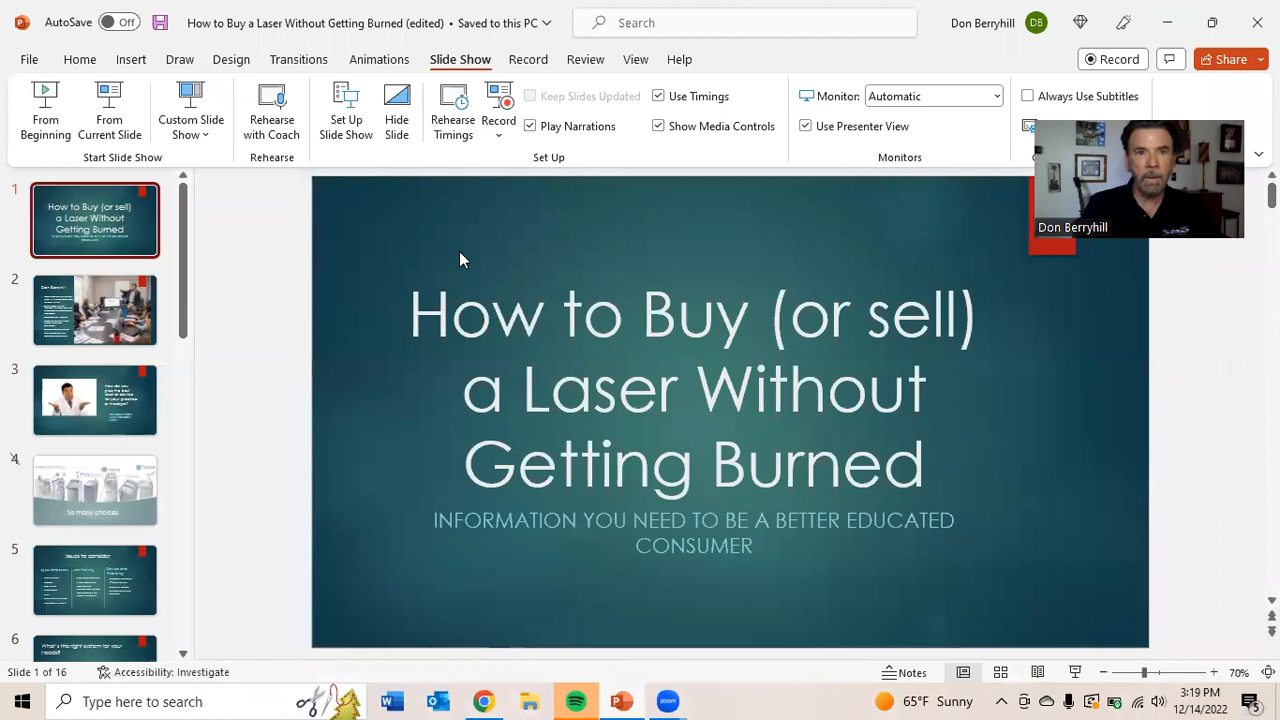 AutoSave Off How to Buy a Laser Without Getting Burned (edited) • Saved to this PC Search Don Berryhill DB
File Home Insert Draw Design Transitions Animations Slide Show Record Review View Help Record Share
From Beginning
From Current Slide
Custom Slide Show
Start Slide Show
Rehearse with Coach
Rehearse
Set Up Slide Show
Hide Slide
Rehearse Timings
Record
Keep Slides Updated
Play Narrations
Use Timings
Show Media Controls
Set Up
Monitor: Automatic
Use Presenter View
Monitors
Always Use Subtitles
Don Berryhill
1
How to Buy (or sell)
a Laser Without
Getting Burned
2
Don Berryhill
3
4
So many choices
5
Issues to consider
6
What's the right system for your
needs?
How to Buy (or sell)
a Laser Without
Getting Burned
INFORMATION YOU NEED TO BE A BETTER EDUCATED
CONSUMER
Slide 1 of 16 Accessibility: Investigate Notes 70%
Type here to search 65°F Sunny 3:19 PM
12/14/2022 5